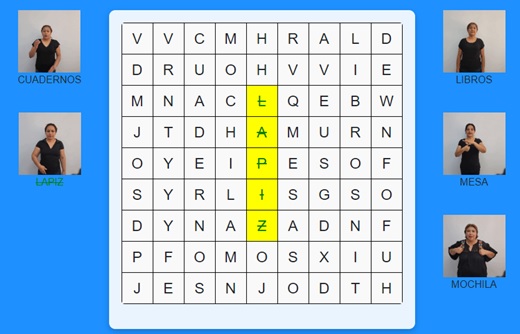 CUADERNOS
LAPIZ
V V C M H R A L D
D R U O H V V I E
M N A C L Q E B W
J T D H A M U R N
O Y E I P E S O F
S Y R L I S G S O
D Y N A Z A D N F
P F O M O S X I U
J E S N J O D T H
LIBROS
MESA
MOCHILA